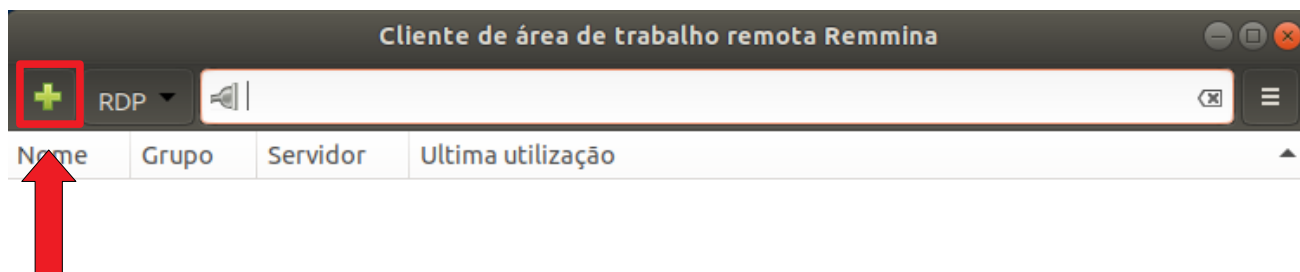 Cliente de área de trabalho remota Remmina
RDP
Nome Grupo Servidor Ultima utilização